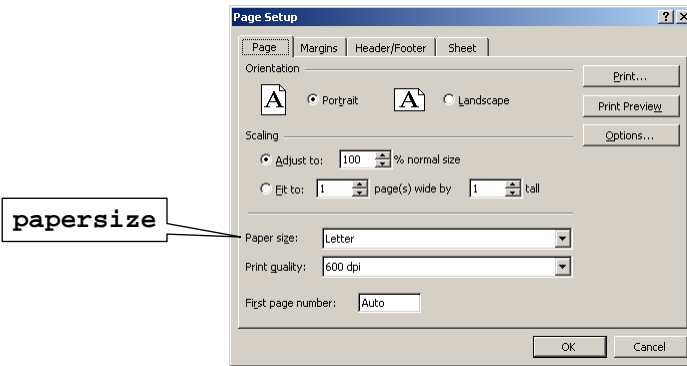 Page Setup
Page Margins Header/Footer Sheet
Orientation
A Portrait A Landscape
Print...
Print Preview
Scaling
Options...
Adjust to: 100 % normal size
Fit to: 1 page(s) wide by 1 tall
papersize
Paper size: Letter
Print quality: 600 dpi
First page number: Auto
OK Cancel